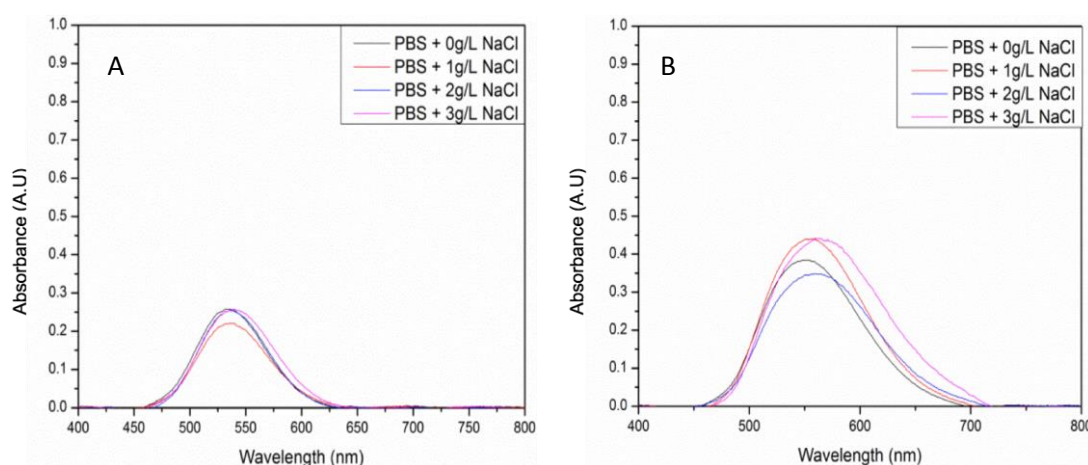 A
PBS + 0g/L NaCl
PBS + 1g/L NaCl
PBS + 2g/L NaCl
PBS + 3g/L NaCl
Absorbance (A.U)
1.0
0.9
0.8
0.7
0.6
0.5
0.4
0.3
0.2
0.1
0.0
400 450 500 550 600 650 700 750 800
Wavelength (nm)
B
PBS + 0g/L NaCl
PBS + 1g/L NaCl
PBS + 2g/L NaCl
PBS + 3g/L NaCl
Absorbance (A.U)
1.0
0.9
0.8
0.7
0.6
0.5
0.4
0.3
0.2
0.1
0.0
400 500 600 700 800
Wavelength (nm)